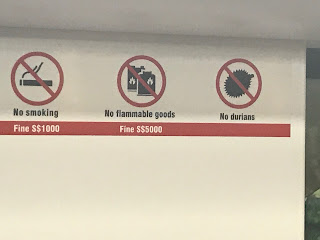 No smoking
No flammable goods
No durians
Fine S$1000
Fine S$5000